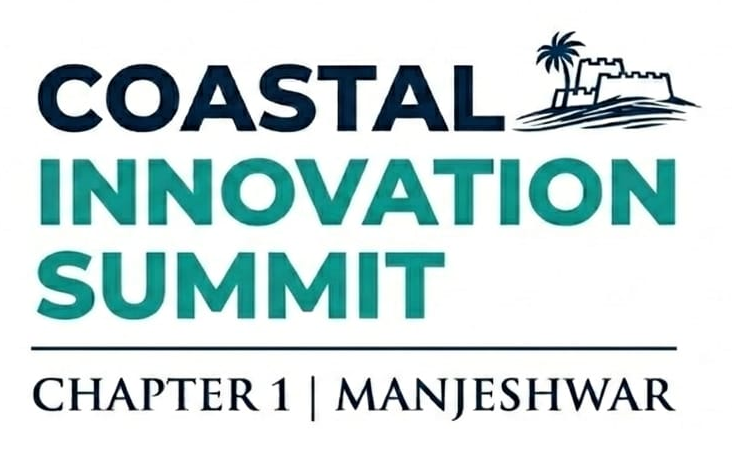 COASTAL
INNOVATION
SUMMIT
CHAPTER 1 | MANJESHWAR